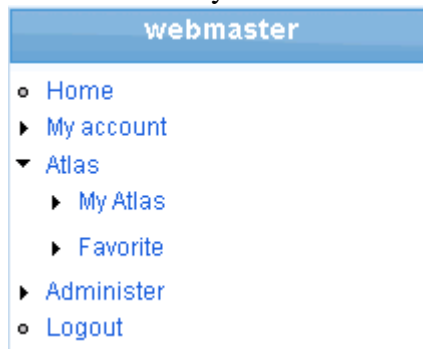 webmaster
Home
My account
Atlas
My Atlas
Favorite
Administer
Logout